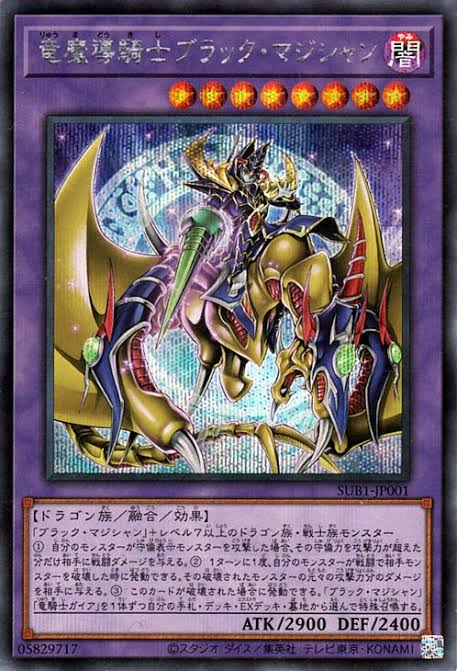 りゅう ま どう き し
竜魔導騎士ブラック・マジシャン
やみ
闇
SUB1-JP001
【ドラゴン族/融合/効果】
「ブラック・マジシャン」+レベル7以上のドラゴン族・戦士族モンスター
① 自分のモンスターが守備表示モンスターを攻撃した場合、その守備力を攻撃力が超えた
分だけ相手に戦闘ダメージを与える。② 1ターンに1度、自分のモンスターが戦闘で相手モンスター
を破壊した時に発動できる。その破壊されたモンスターの元々の攻撃力分のダメージ
を相手に与える。③ このカードが破壊された場合に発動できる。「ブラック・マジシャン」
「竜騎士ガイア」を1体ずつ自分の手札・デッキ・EXデッキ・墓地から選んで特殊召喚する。
ATK/2900 DEF/2400
05829717
©スタジオ・ダイス/集英社・テレビ東京・KONAMI